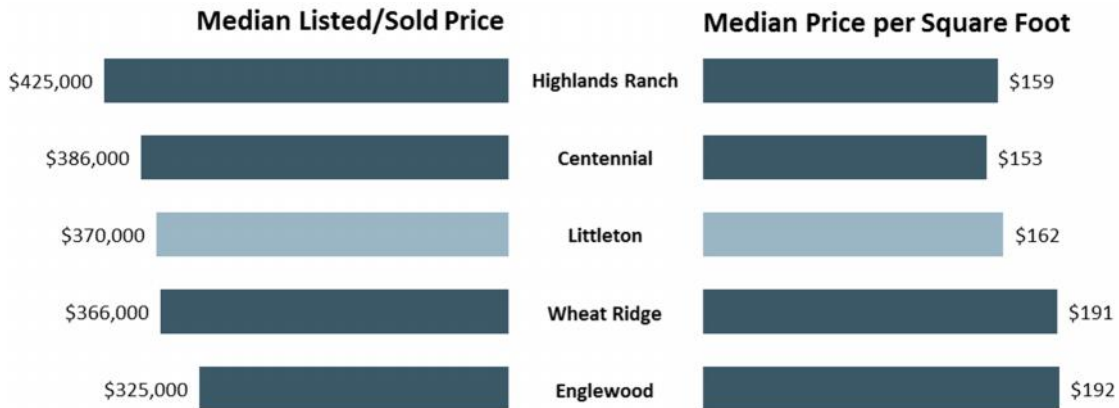 Median Listed/Sold Price
Median Price per Square Foot
$425,000 Highlands Ranch $159
$386,000 Centennial $153
$370,000 Littleton $162
$366,000 Wheat Ridge $191
$325,000 Englewood $192